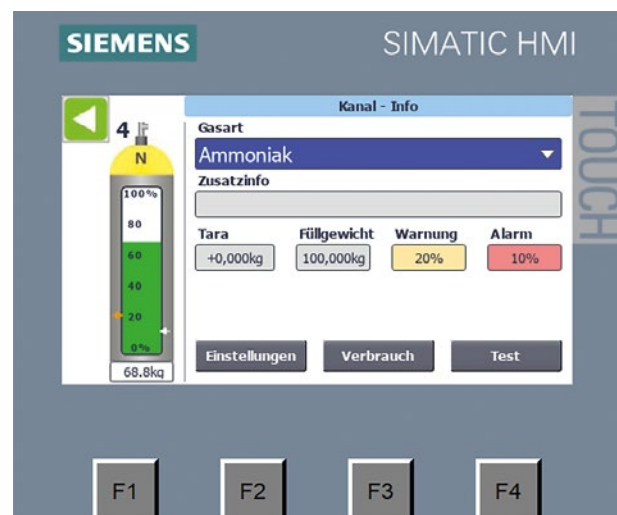 SIEMENS
SIMATIC HMI
TOUCH
Kanal - Info
4
N
100%
80
60
40
20
0%
68.8kg
Gasart
Ammoniak
Zusatzinfo
Tara Füllgewicht Warnung Alarm
+0,000kg 100,000kg 20% 10%
Einstellungen Verbrauch Test
F1 F2 F3 F4